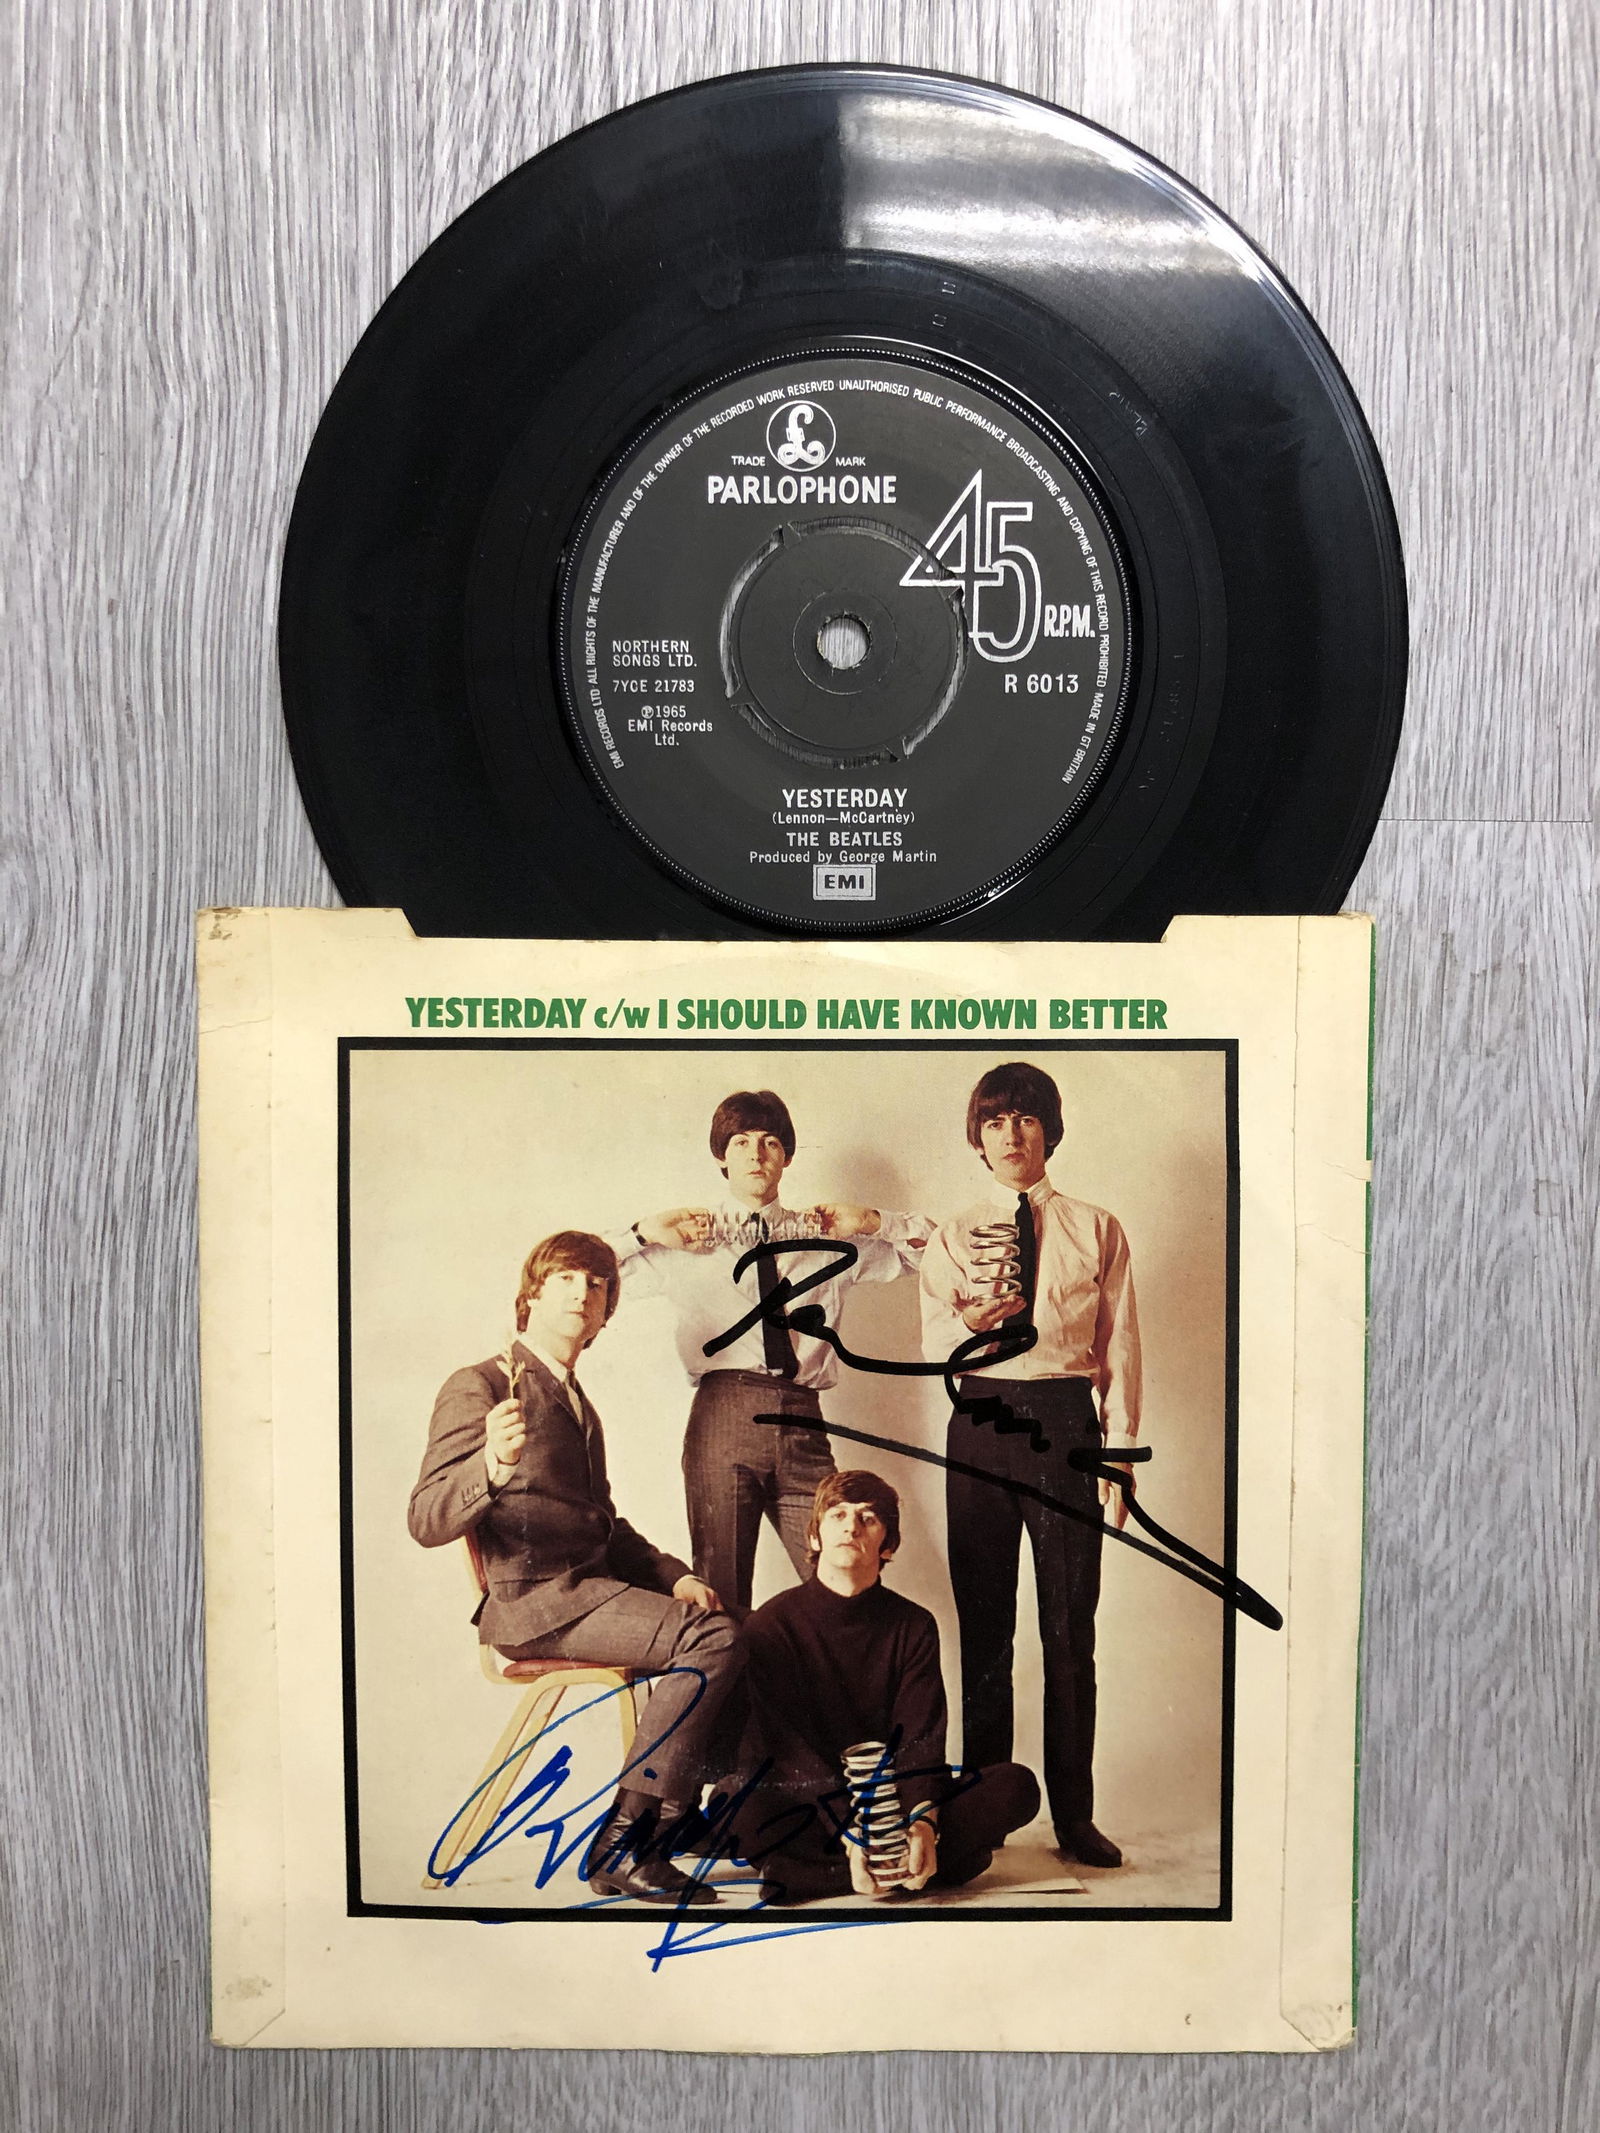 EMI RECORDS LTD· ALL RIGHTS OF THE MANUFACTURER AND OF THE OWNER OF THE RECORDED WORK RESERVED· UNAUTHORISED PUBLIC PERFORMANCE BROADCASTING AND COPYING OF THIS RECORD PROHIBITED· MADE IN GT BRITAIN
£
TRADE MARK
PARLOPHONE
45
R.P.M.
R 6013
NORTHERN
SONGS LTD.
7YCE 21783
℗1965
EMI Records
Ltd.
YESTERDAY
(Lennon—McCartney)
THE BEATLES
Produced by George Martin
EMI
YESTERDAY c/w I SHOULD HAVE KNOWN BETTER